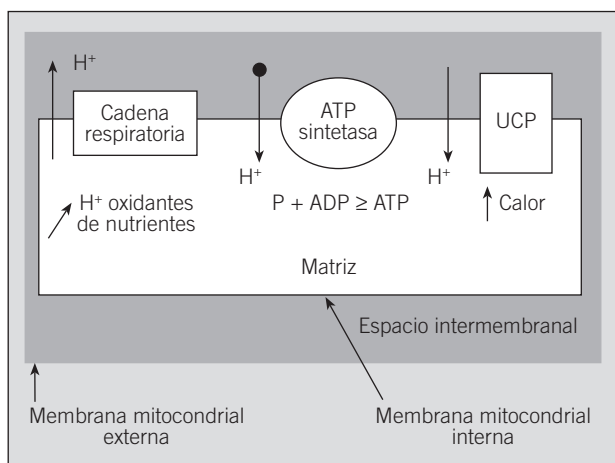 H+
Cadena
respiratoria
ATP
sintetasa
UCP
H+
H+
H+ oxidantes
de nutrientes
P + ADP ≥ ATP
Calor
Matriz
Espacio intermembranal
Membrana mitocondrial
externa
Membrana mitocondrial
interna